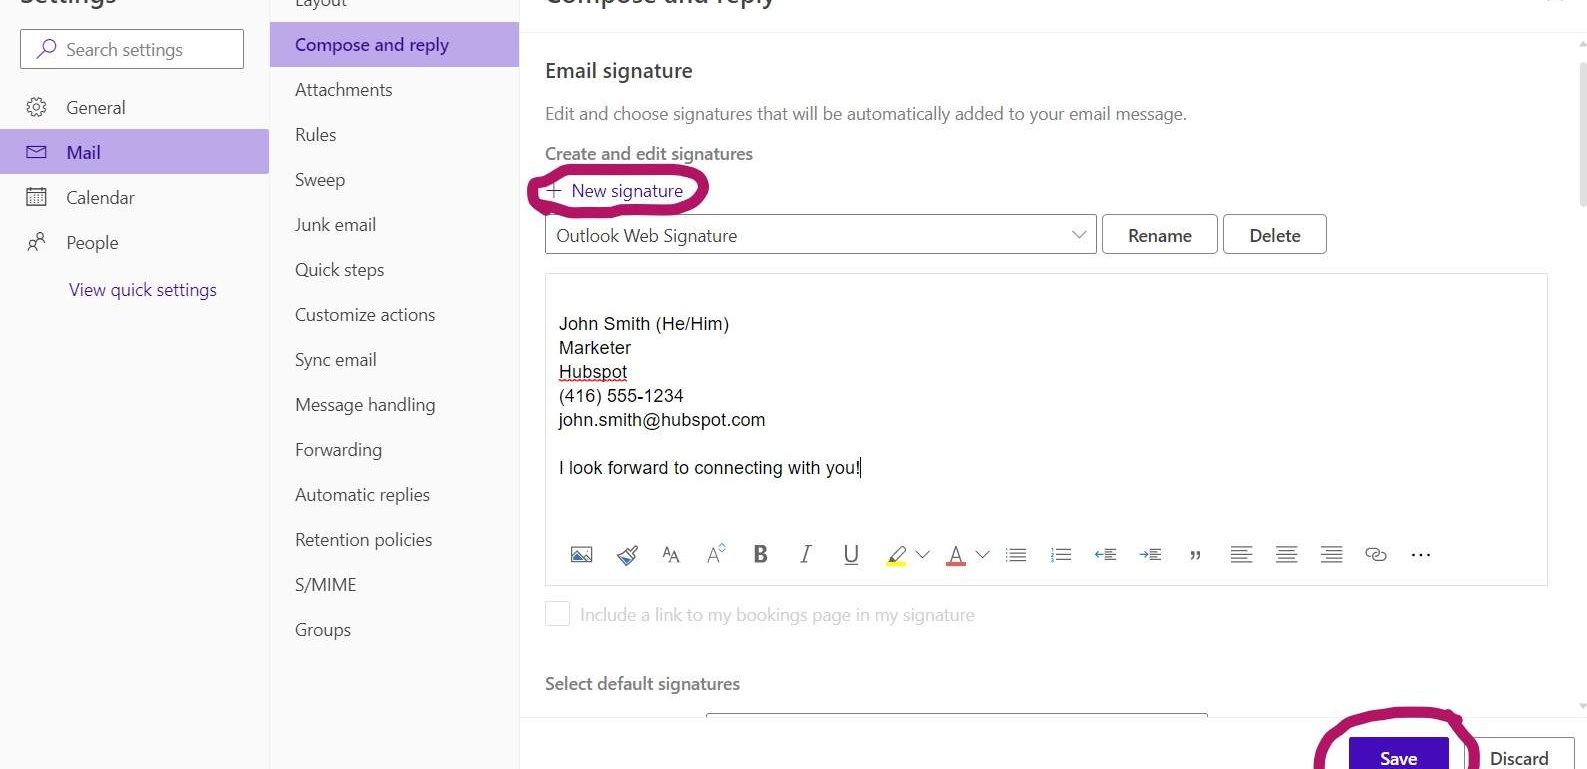 Settings
Search settings
General
Mail
Calendar
People
View quick settings
Layout
Compose and reply
Attachments
Rules
Sweep
Junk email
Quick steps
Customize actions
Sync email
Message handling
Forwarding
Automatic replies
Retention policies
S/MIME
Groups
Compose and reply
Email signature
Edit and choose signatures that will be automatically added to your email message.
Create and edit signatures
+ New signature
Outlook Web Signature
Rename
Delete
John Smith (He/Him)
Marketer
Hubspot
(416) 555-1234
john.smith@hubspot.com
I look forward to connecting with you!
Include a link to my bookings page in my signature
Select default signatures
Save
Discard